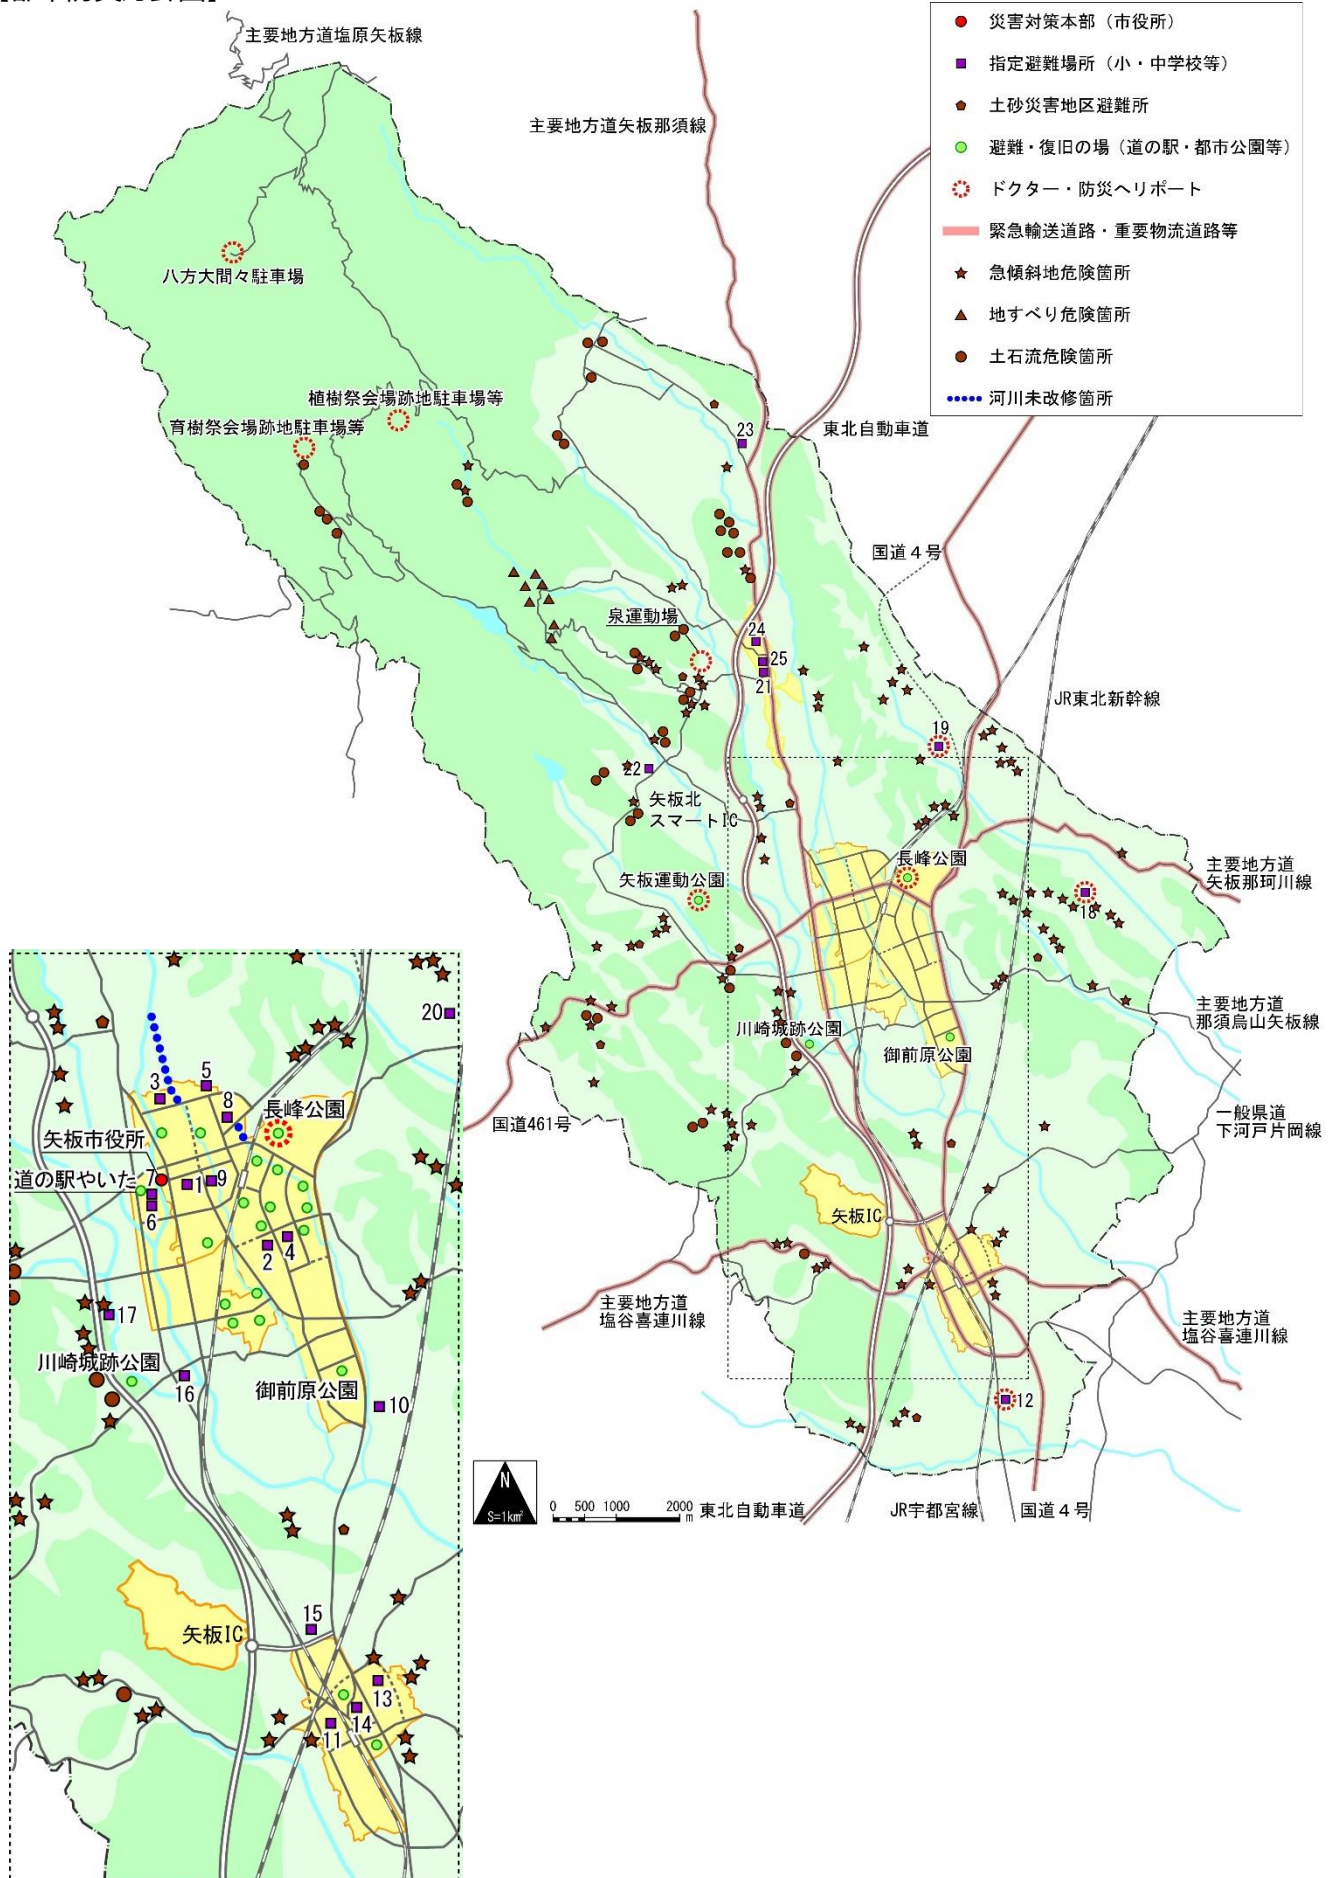 主要地方道塩原矢板線
主要地方道矢板那須線
災害対策本部（市役所）
指定避難場所（小・中学校等）
土砂災害地区避難所
避難・復旧の場（道の駅・都市公園等）
ドクター・防災ヘリポート
緊急輸送道路・重要物流道路等
急傾斜地危険箇所
地すべり危険箇所
土石流危険箇所
河川未改修箇所
八方大間々駐車場
植樹祭会場跡地駐車場等
育樹祭会場跡地駐車場等
23
東北自動車道
国道４号
泉運動場
24
25
21
JR東北新幹線
19
22
矢板北
スマートIC
長峰公園
矢板運動公園
主要地方道
矢板那珂川線
18
主要地方道
那須烏山矢板線
川崎城跡公園
御前原公園
国道461号
一般県道
下河戸片岡線
矢板IC
主要地方道
塩谷喜連川線
主要地方道
塩谷喜連川線
12
N
S=1km²
0 500 1000 2000
m
東北自動車道
JR宇都宮線
国道４号
20
3
5
8
長峰公園
矢板市役所
道の駅やいた
7
1
9
6
2
4
17
川崎城跡公園
16
御前原公園
10
15
矢板IC
13
14
11